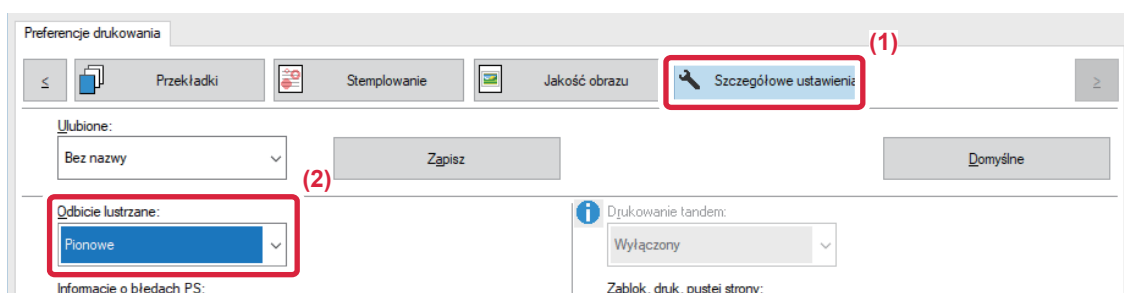 Preferencje drukowania
(1)
≤ Przekładki Stemplowanie Jakość obrazu Szczegółowe ustawienia ≥
Ulubione:
Bez nazwy Zapisz Domyślne
(2)
Odbicie lustrzane: Drukowanie tandem:
Pionowe Wyłączony
Informacje o błędach PS: Zablok. druk. pustej strony: